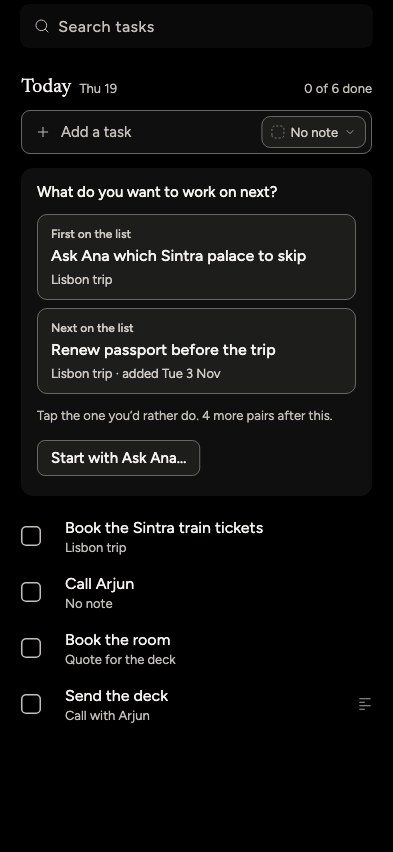 Search tasks
Today Thu 19 0 of 6 done
Add a task No note
What do you want to work on next?
First on the list
Ask Ana which Sintra palace to skip
Lisbon trip
Next on the list
Renew passport before the trip
Lisbon trip · added Tue 3 Nov
Tap the one you’d rather do. 4 more pairs after this.
Start with Ask Ana...
Book the Sintra train tickets
Lisbon trip
Call Arjun
No note
Book the room
Quote for the deck
Send the deck
Call with Arjun